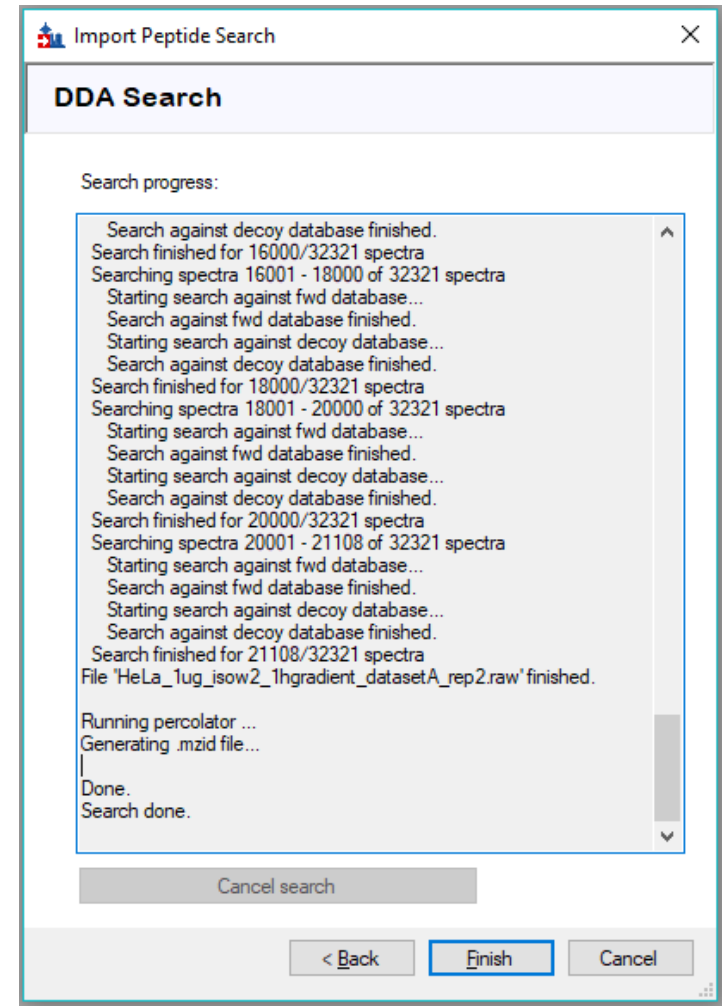 Import Peptide Search
DDA Search
Search progress:
Search against decoy database finished.
Search finished for 16000/32321 spectra
Searching spectra 16001 - 18000 of 32321 spectra
Starting search against fwd database...
Search against fwd database finished.
Starting search against decoy database...
Search against decoy database finished.
Search finished for 18000/32321 spectra
Searching spectra 18001 - 20000 of 32321 spectra
Starting search against fwd database...
Search against fwd database finished.
Starting search against decoy database...
Search against decoy database finished.
Search finished for 20000/32321 spectra
Searching spectra 20001 - 21108 of 32321 spectra
Starting search against fwd database...
Search against fwd database finished.
Starting search against decoy database...
Search against decoy database finished.
Search finished for 21108/32321 spectra
File 'HeLa_1ug_isow2_1hgradient_datasetA_rep2.raw' finished.
Running percolator ...
Generating .mzid file...
Done.
Search done.
Cancel search
< Back
Finish
Cancel